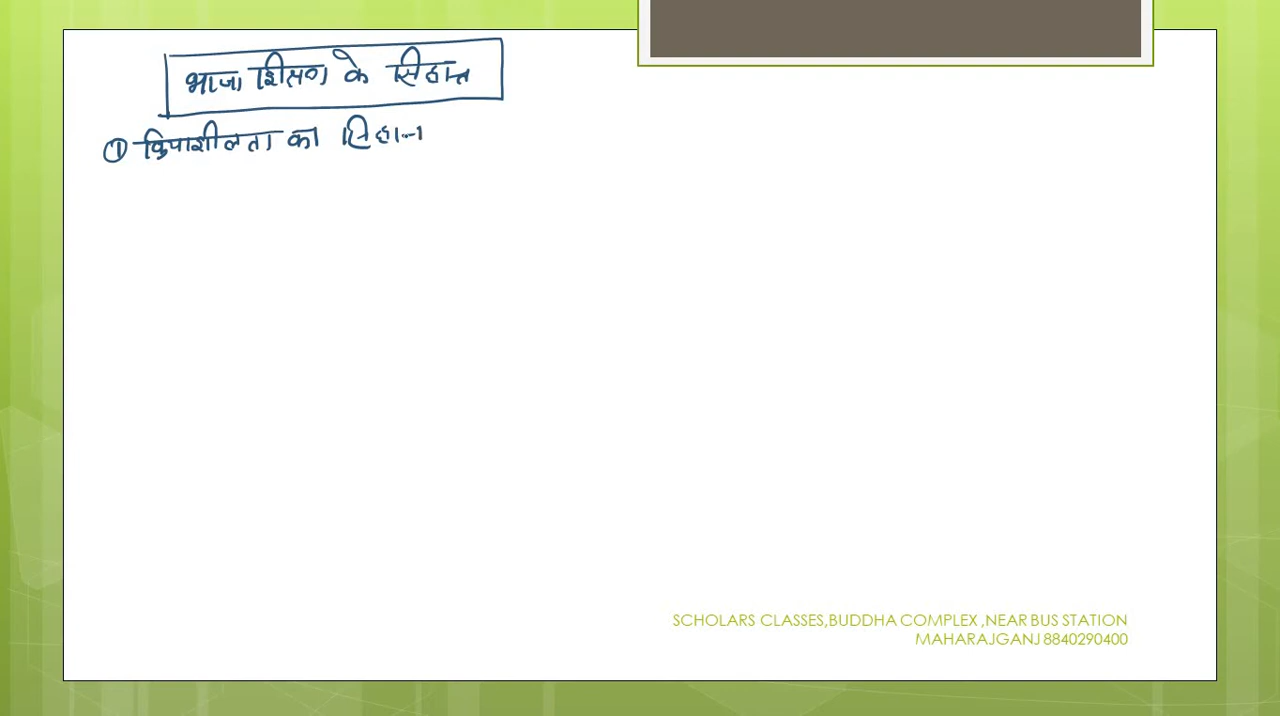 भाषा शिक्षण के सिद्धान्त
① क्रियाशीलता का सिद्धान्त
SCHOLARS CLASSES,BUDDHA COMPLEX ,NEAR BUS STATION
MAHARAJGANJ 8840290400